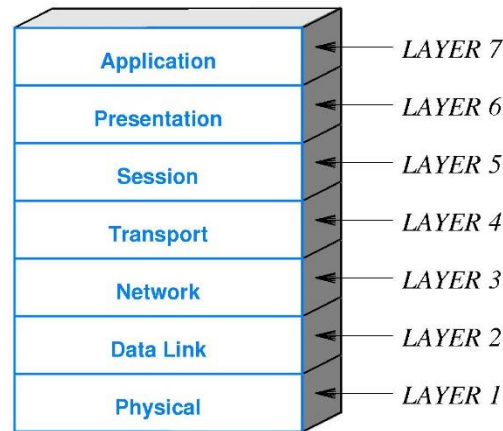 Application LAYER 7
Presentation LAYER 6
Session LAYER 5
Transport LAYER 4
Network LAYER 3
Data Link LAYER 2
Physical LAYER 1